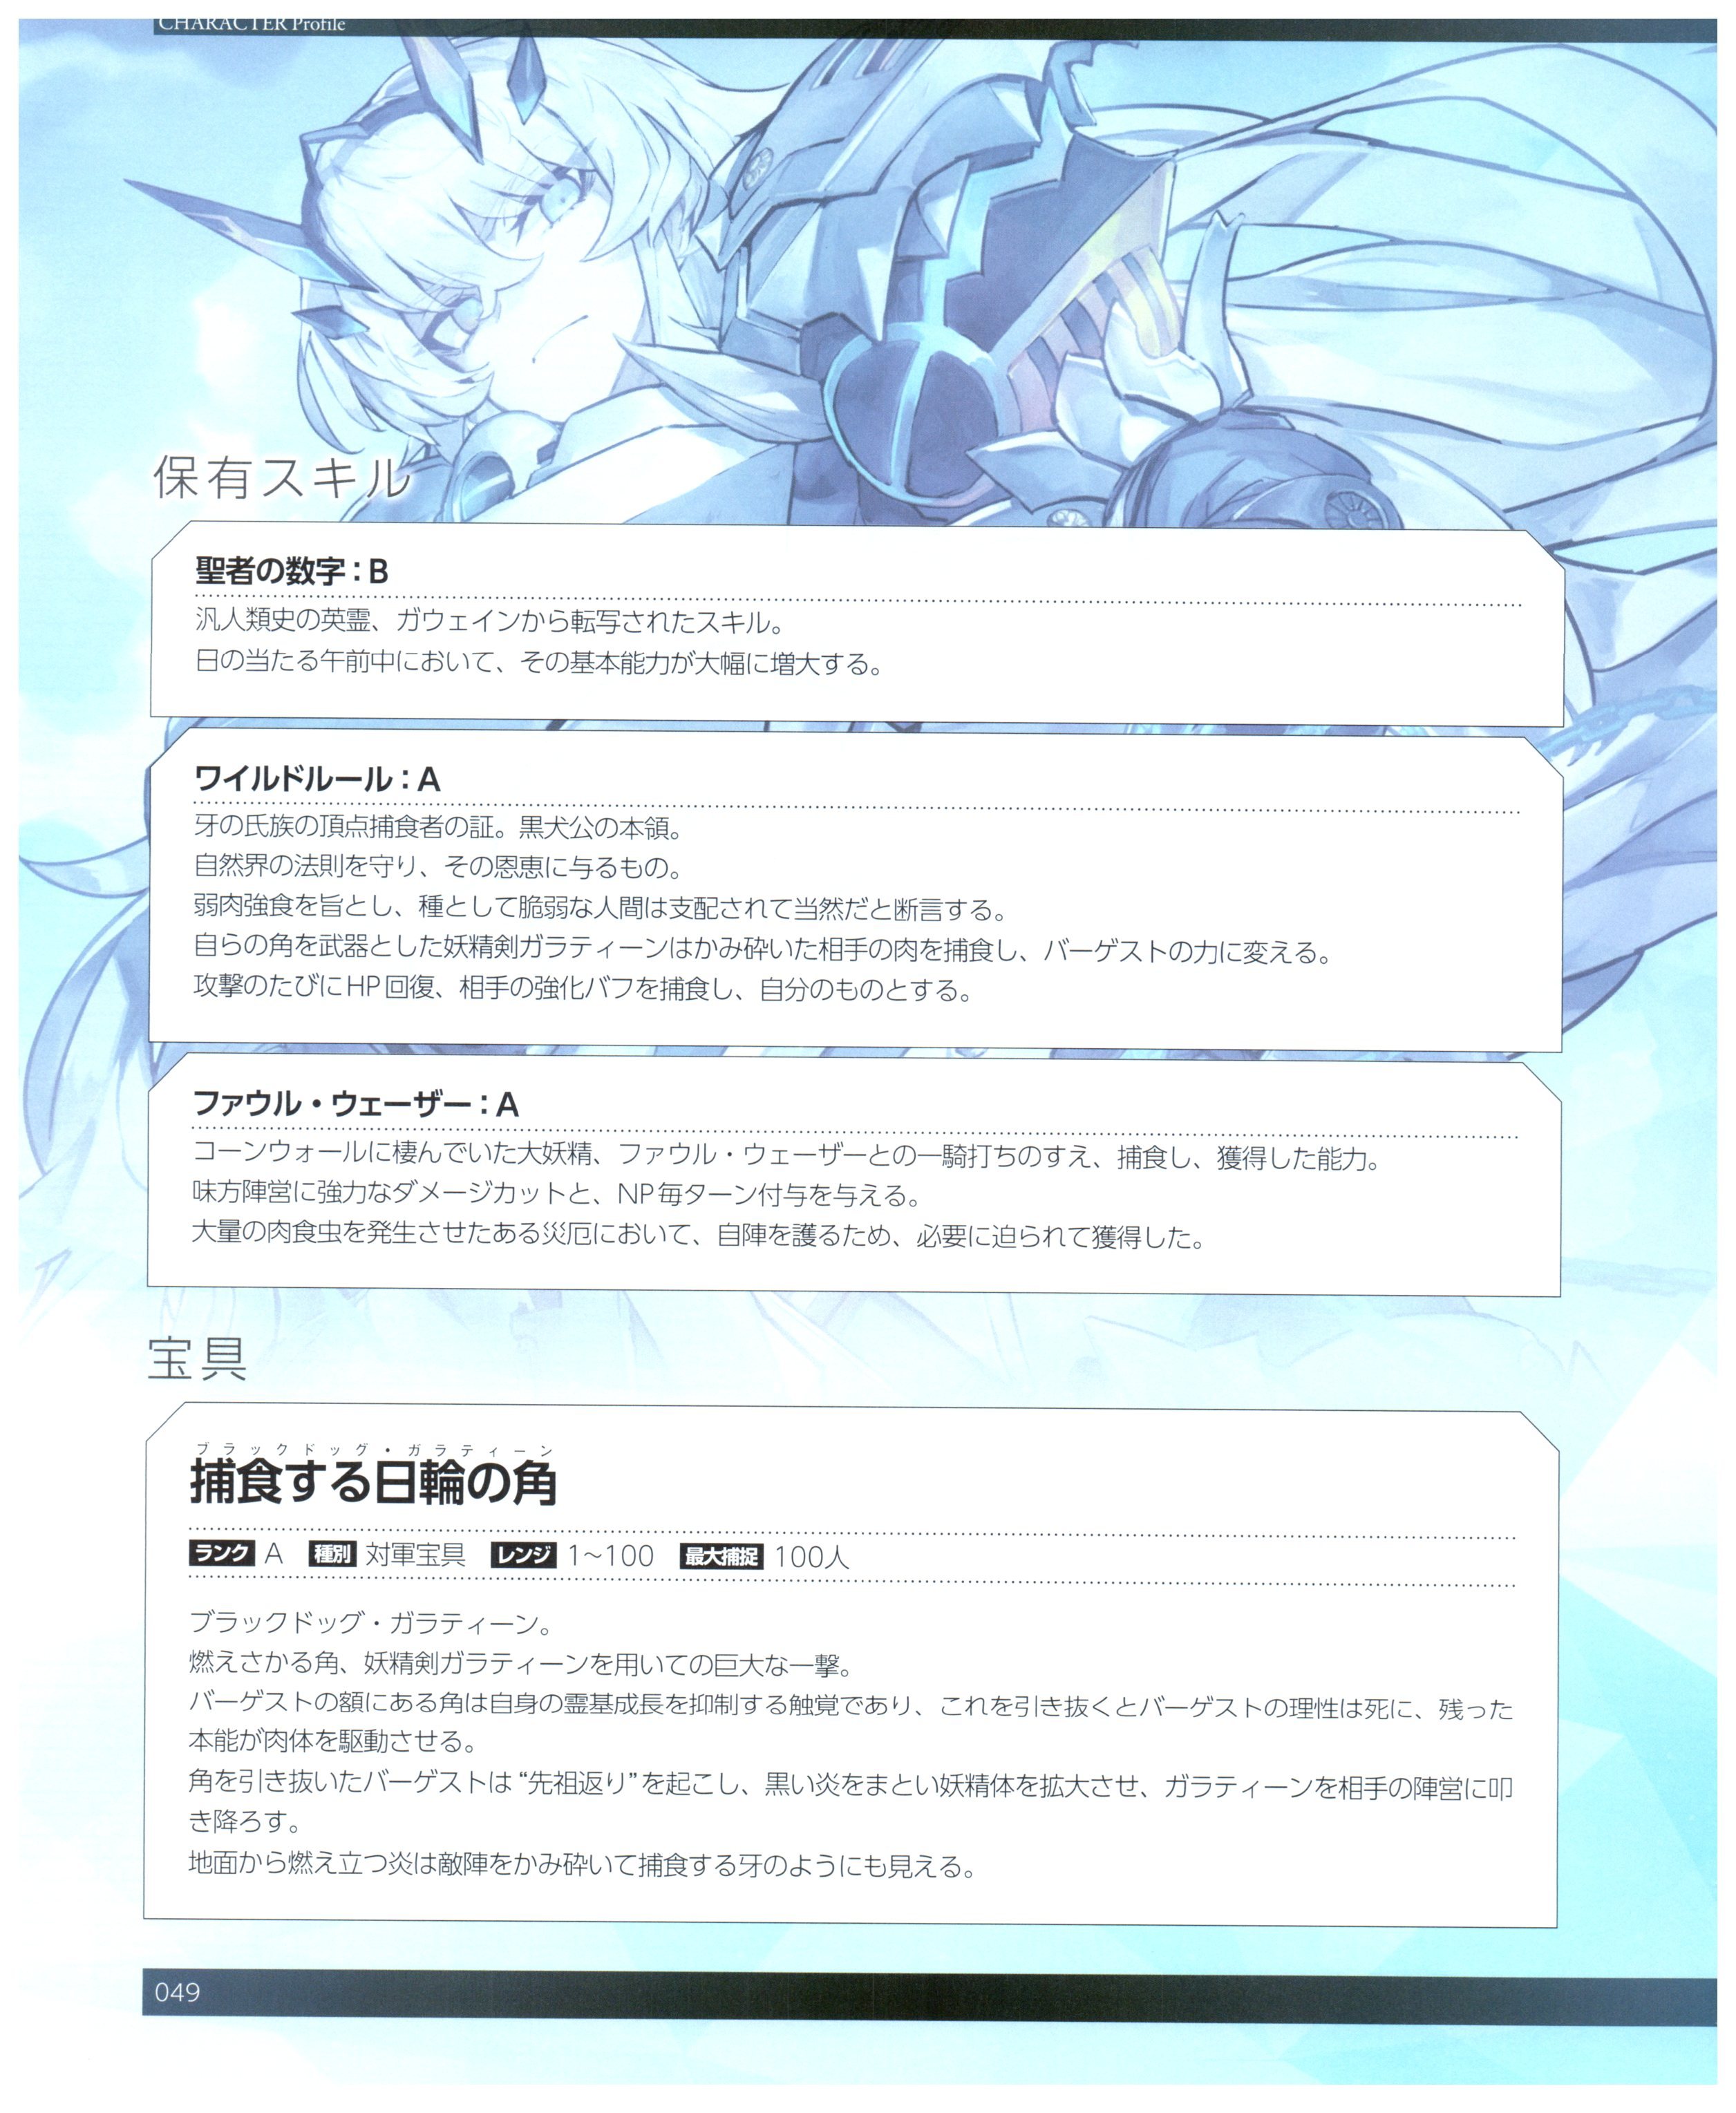 CHARACTER Profile
保有スキル
聖者の数字：B
汎人類史の英霊、ガウェインから転写されたスキル。
日の当たる午前中において、その基本能力が大幅に増大する。
ワイルドルール：A
牙の氏族の頂点捕食者の証。黒犬公の本領。
自然界の法則を守り、その恩恵に与るもの。
弱肉強食を旨とし、種として脆弱な人間は支配されて当然だと断言する。
自らの角を武器とした妖精剣ガラティーンはかみ砕いた相手の肉を捕食し、バーゲストの力に変える。
攻撃のたびにHP回復、相手の強化バフを捕食し、自分のものとする。
ファウル・ウェーザー：A
コーンウォールに棲んでいた大妖精、ファウル・ウェーザーとの一騎打ちのすえ、捕食し、獲得した能力。
味方陣営に強力なダメージカットと、NP毎ターン付与を与える。
大量の肉食虫を発生させたある災厄において、自陣を護るため、必要に迫られて獲得した。
宝具
ブラックドッグ・ガラティーン
捕食する日輪の角
ランク A 種別 対軍宝具 レンジ 1～100 最大捕捉 100人
ブラックドッグ・ガラティーン。
燃えさかる角、妖精剣ガラティーンを用いての巨大な一撃。
バーゲストの額にある角は自身の霊基成長を抑制する触覚であり、これを引き抜くとバーゲストの理性は死に、残った
本能が肉体を駆動させる。
角を引き抜いたバーゲストは“先祖返り”を起こし、黒い炎をまとい妖精体を拡大させ、ガラティーンを相手の陣営に叩
き降ろす。
地面から燃え立つ炎は敵陣をかみ砕いて捕食する牙のようにも見える。
049